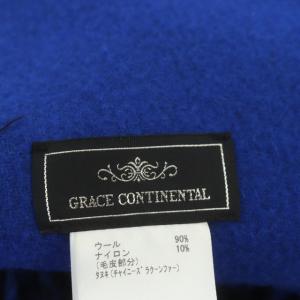 GRACE CONTINENTAL
ウール 90%
ナイロン 10%
(毛皮部分)
タヌキ(チャイニーズラクーンファー)